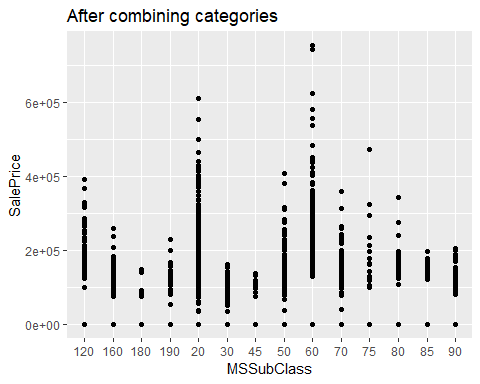 After combining categories
SalePrice
6e+05
4e+05
2e+05
0e+00
120 160 180 190 20 30 45 50 60 70 75 80 85 90
MSSubClass